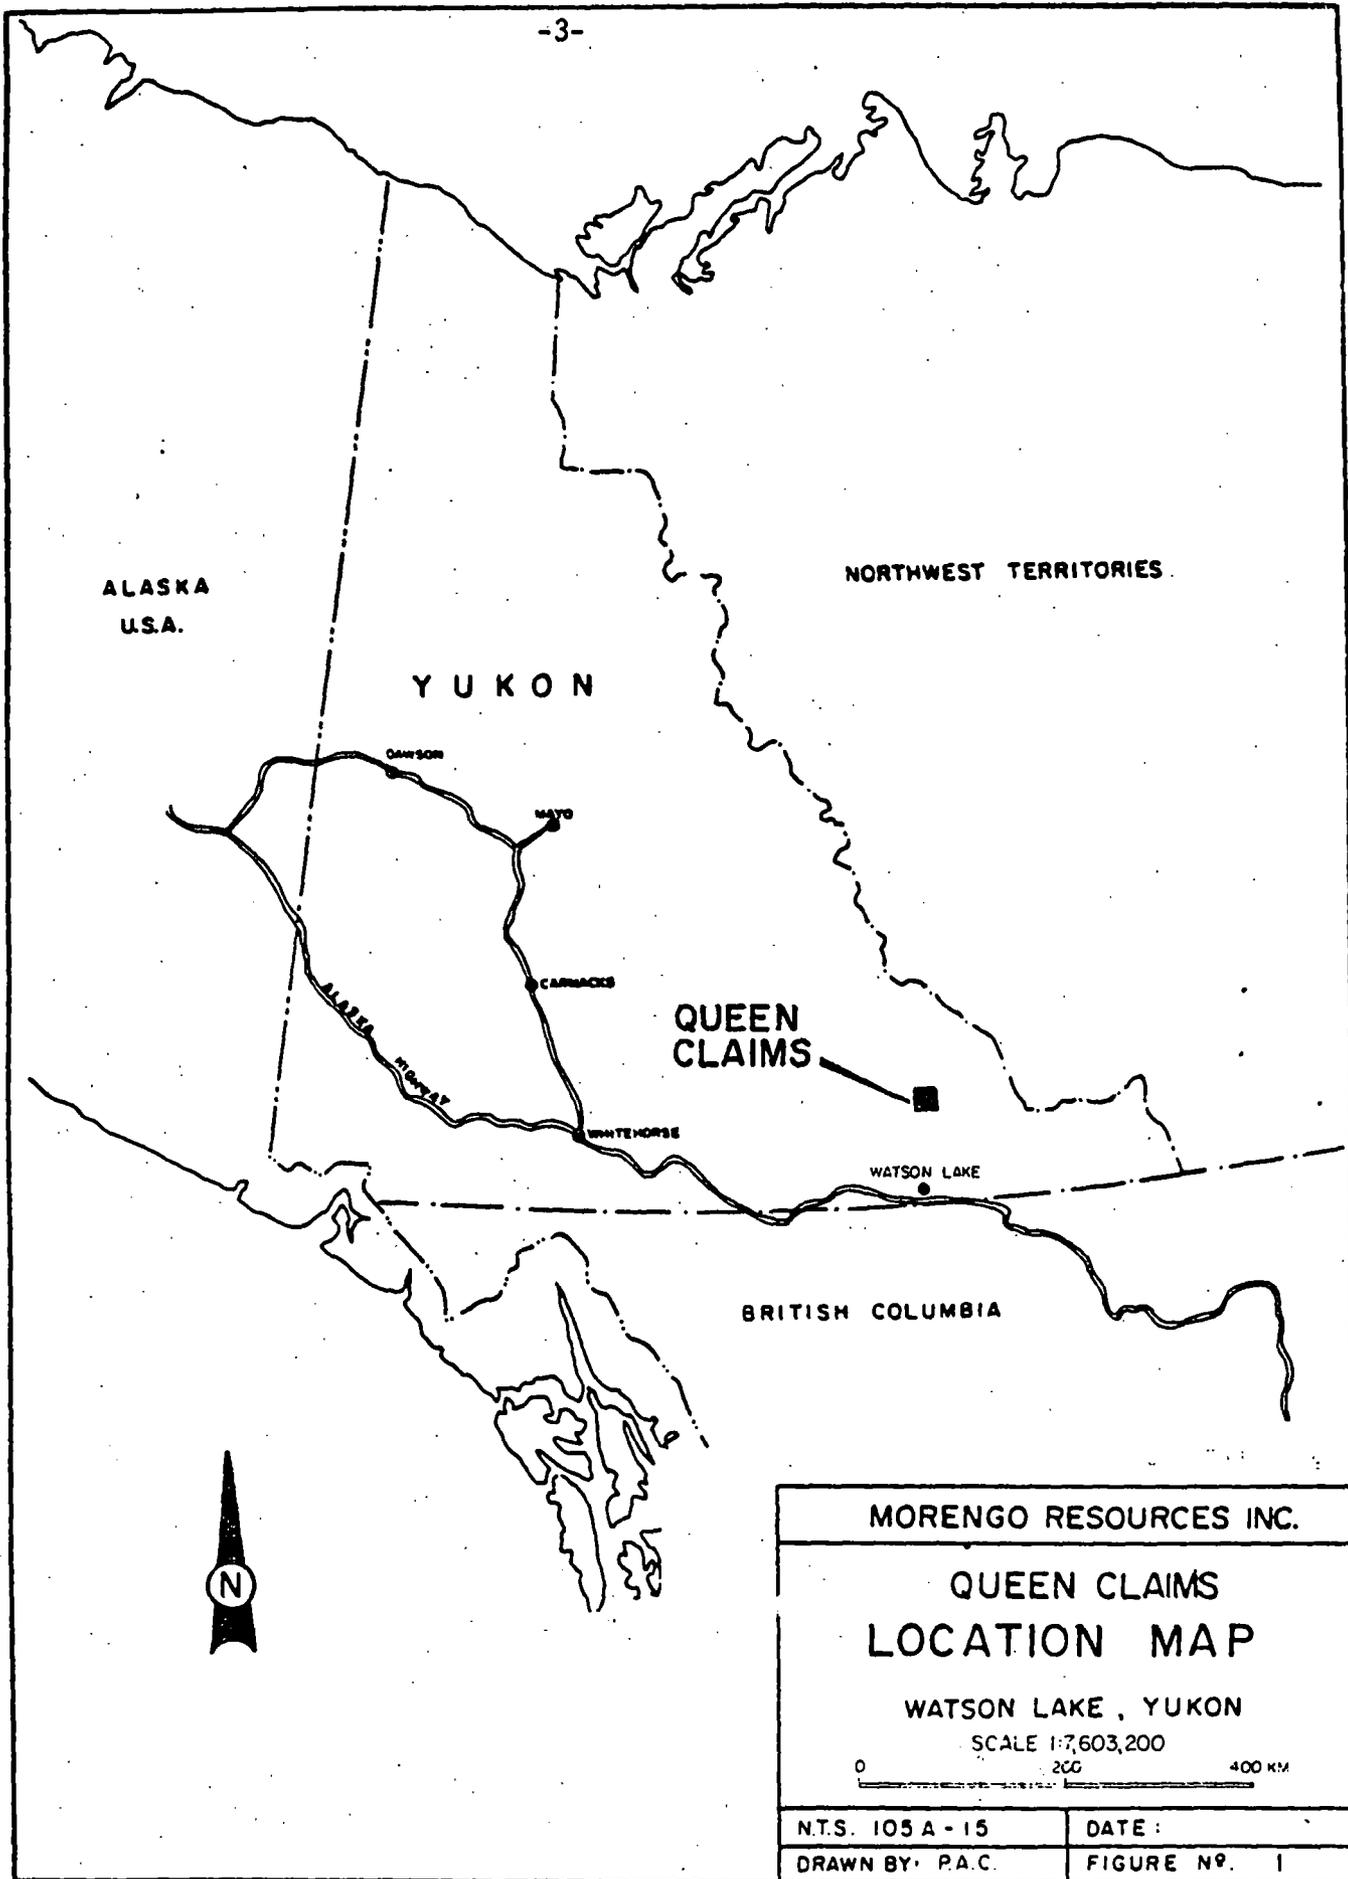 -3-
ALASKA
U.S.A.
NORTHWEST TERRITORIES
YUKON
DAWSON
MAYO
CARMACKS
ALASKA
HIGHWAY
QUEEN
CLAIMS
WHITEHORSE
WATSON LAKE
BRITISH COLUMBIA
N
MORENGO RESOURCES INC.
QUEEN CLAIMS
LOCATION MAP
WATSON LAKE, YUKON
SCALE 1:7,603,200
0 200 400 KM
N.T.S. 105 A - 15
DATE:
DRAWN BY: P.A.C.
FIGURE Nº. 1